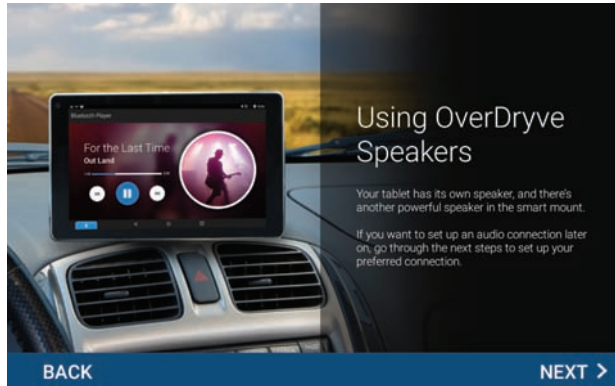 Bluetooth Player
For the Last Time
Out Land
Using OverDryve
Speakers
Your tablet has its own speaker, and there's
another powerful speaker in the smart mount.
If you want to set up an audio connection later
on, go through the next steps to set up your
preferred connection.
BACK
NEXT >